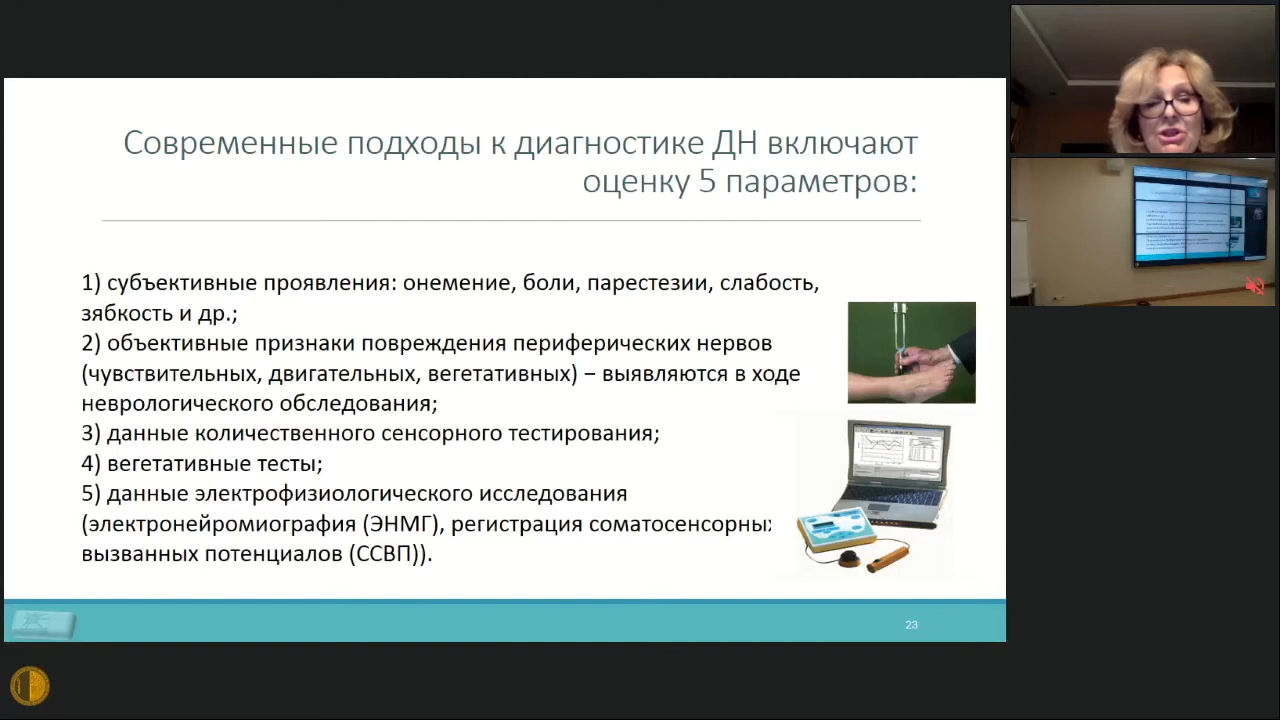 Современные подходы к диагностике ДН включают
оценку 5 параметров:
1) субъективные проявления: онемение, боли, парестезии, слабость,
зябкость и др.;
2) объективные признаки повреждения периферических нервов
(чувствительных, двигательных, вегетативных) – выявляются в ходе
неврологического обследования;
3) данные количественного сенсорного тестирования;
4) вегетативные тесты;
5) данные электрофизиологического исследования
(электронейромиография (ЭНМГ), регистрация соматосенсорных
вызванных потенциалов (ССВП)).
23